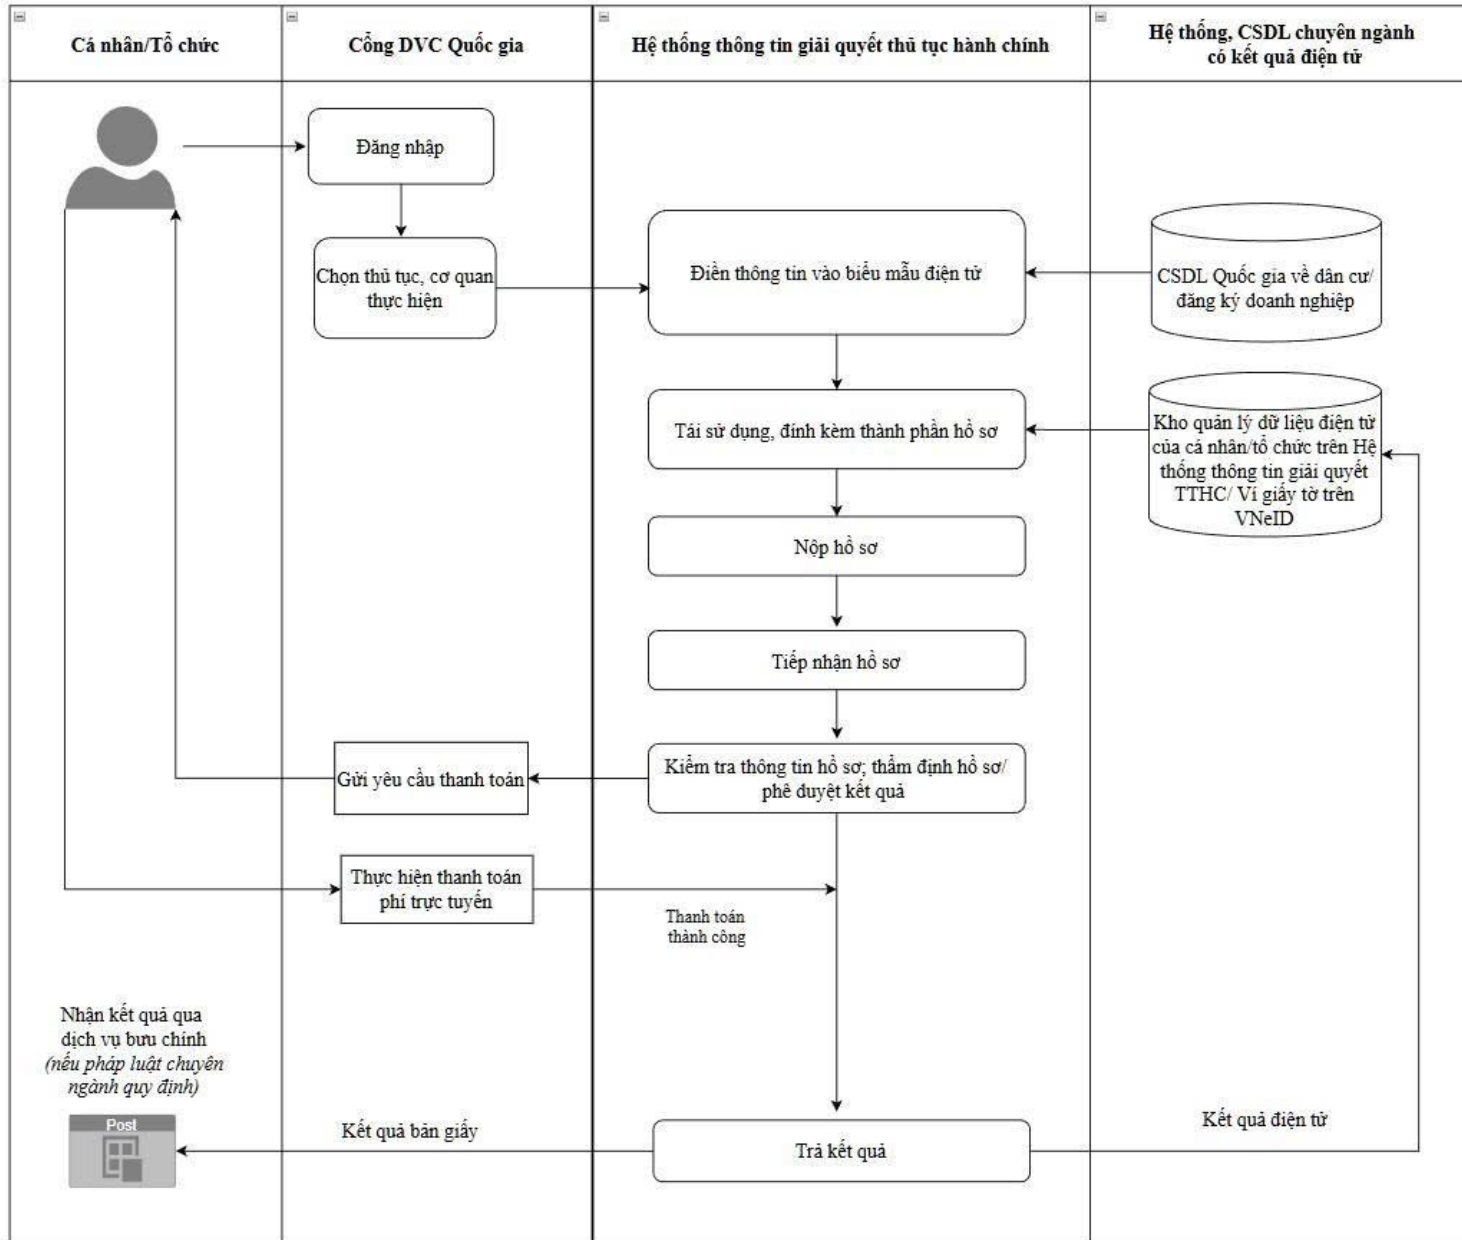 Cá nhân/Tổ chức
Cổng DVC Quốc gia
Hệ thống thông tin giải quyết thủ tục hành chính
Hệ thống, CSDL chuyên ngành
có kết quả điện tử
Đăng nhập
Chọn thủ tục, cơ quan
thực hiện
Điền thông tin vào biểu mẫu điện tử
CSDL Quốc gia về dân cư/
đăng ký doanh nghiệp
Tái sử dụng, đính kèm thành phần hồ sơ
Kho quản lý dữ liệu điện tử
của cá nhân/tổ chức trên Hệ
thống thông tin giải quyết
TTHC/ Ví giấy tờ trên
VNeID
Nộp hồ sơ
Tiếp nhận hồ sơ
Kiểm tra thông tin hồ sơ; thẩm định hồ sơ/
phê duyệt kết quả
Gửi yêu cầu thanh toán
Thực hiện thanh toán
phí trực tuyến
Thanh toán
thành công
Nhận kết quả qua
dịch vụ bưu chính
(nếu pháp luật chuyên
ngành quy định)
Post
Kết quả bản giấy
Trả kết quả
Kết quả điện tử